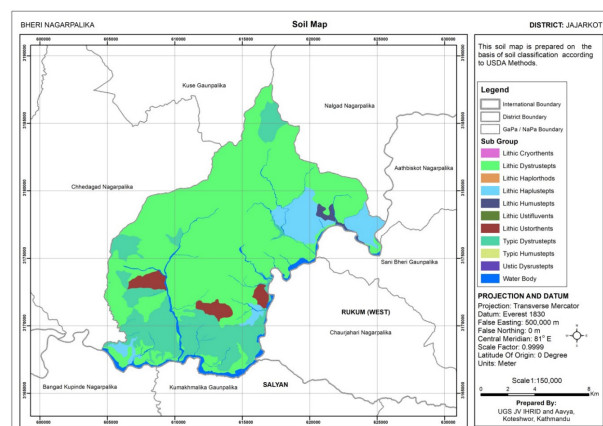 BHERI NAGARPALIKA
Soil Map
DISTRICT: JAJARKOT
600000
605000
610000
615000
620000
625000
630000
Kuse Gaunpalika
Nalgad Nagarpalika
Aathbiskot Nagarpalika
Chhedagad Nagarpalika
Sani Bheri Gaunpalika
RUKUM (WEST)
Chaurjahari Nagarpalika
SALYAN
Bangad Kupinde Nagarpalika
Kumakhmalika Gaunpalika
This soil map is prepared on the
basis of soil classification according
to USDA Methods.
Legend
International Boundary
District Boundary
GaPa / NaPa Boundary
Sub Group
Lithic Cryorthents
Lithic Dystrustepts
Lithic Haplorthods
Lithic Haplustepts
Lithic Humustepts
Lithic Ustifluvents
Lithic Ustorthents
Typic Dystrustepts
Typic Humustepts
Ustic Dysrustepts
Water Body
PROJECTION AND DATUM
Projection: Transverse Mercator
Datum: Everest 1830
False Easting: 500,000 m
False Northing: 0 m
Central Meridian: 81° E
Scale Factor: 0.9999
Latitude Of Origin: 0 Degree
Units: Meter
Scale 1:150,000
0 2 4 8
Km
Prepared By:
UGS JV IHRID and Aavya,
Koteshwor, Kathmandu